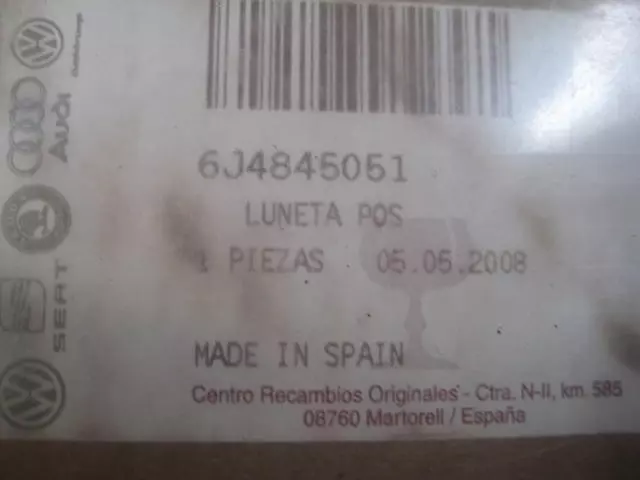 6J4845051
LUNETA POS
1 PIEZAS 05.05.2008
MADE IN SPAIN
Centro Recambios Originales - Ctra. N-II, km. 585
08760 Martorell / España
Audi
SEAT